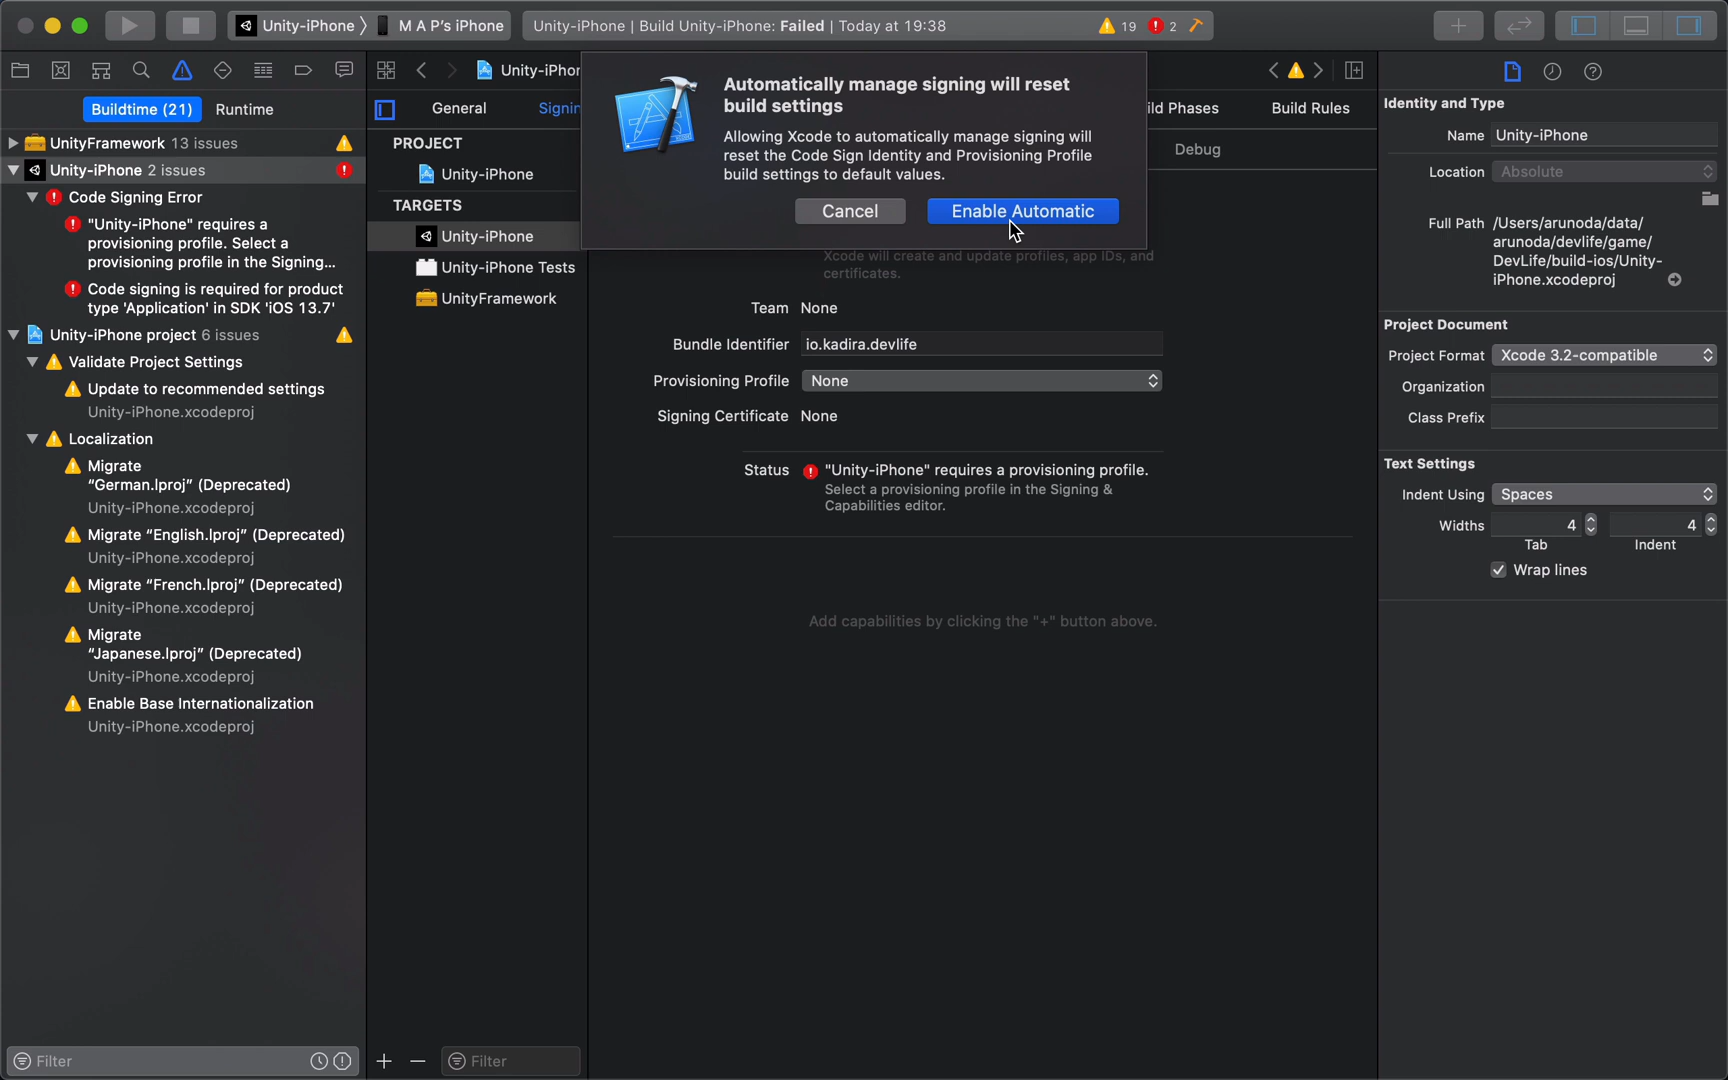 Unity-iPhone 〉 M A P's iPhone
Unity-iPhone | Build Unity-iPhone: Failed | Today at 19:38
19
2
Buildtime (21)
Runtime
UnityFramework 13 issues
Unity-iPhone 2 issues
Code Signing Error
"Unity-iPhone" requires a
provisioning profile. Select a
provisioning profile in the Signing...
Code signing is required for product
type 'Application' in SDK 'iOS 13.7'
Unity-iPhone project 6 issues
Validate Project Settings
Update to recommended settings
Unity-iPhone.xcodeproj
Localization
Migrate
“German.lproj” (Deprecated)
Unity-iPhone.xcodeproj
Migrate “English.lproj” (Deprecated)
Unity-iPhone.xcodeproj
Migrate “French.lproj” (Deprecated)
Unity-iPhone.xcodeproj
Migrate
“Japanese.lproj” (Deprecated)
Unity-iPhone.xcodeproj
Enable Base Internationalization
Unity-iPhone.xcodeproj
Filter
Unity-iPhon
General
Signin
ild Phases
Build Rules
PROJECT
Unity-iPhone
TARGETS
Unity-iPhone
Unity-iPhone Tests
UnityFramework
Filter
Debug
Automatically manage signing will reset
build settings
Allowing Xcode to automatically manage signing will
reset the Code Sign Identity and Provisioning Profile
build settings to default values.
Cancel
Enable Automatic
Xcode will create and update profiles, app IDs, and
certificates.
Team None
Bundle Identifier io.kadira.devlife
Provisioning Profile None
Signing Certificate None
Status "Unity-iPhone" requires a provisioning profile.
Select a provisioning profile in the Signing &
Capabilities editor.
Add capabilities by clicking the "+" button above.
Identity and Type
Name Unity-iPhone
Location Absolute
Full Path /Users/arunoda/data/
arunoda/devlife/game/
DevLife/build-ios/Unity-
iPhone.xcodeproj
Project Document
Project Format Xcode 3.2-compatible
Organization
Class Prefix
Text Settings
Indent Using Spaces
Widths 4 4
Tab Indent
Wrap lines